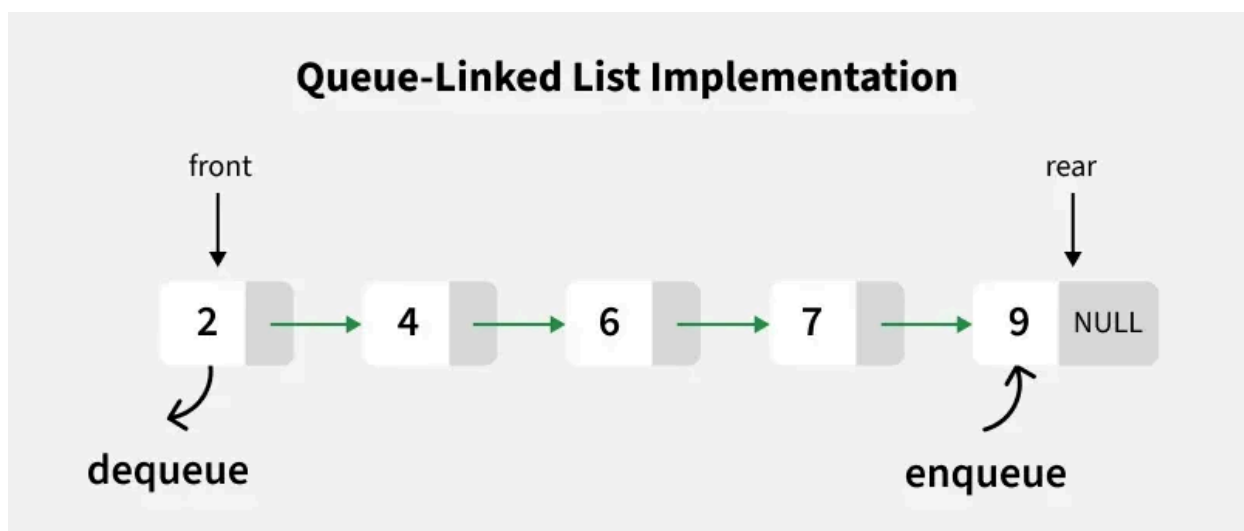 Queue-Linked List Implementation
front rear
2 4 6 7 9 NULL
dequeue enqueue